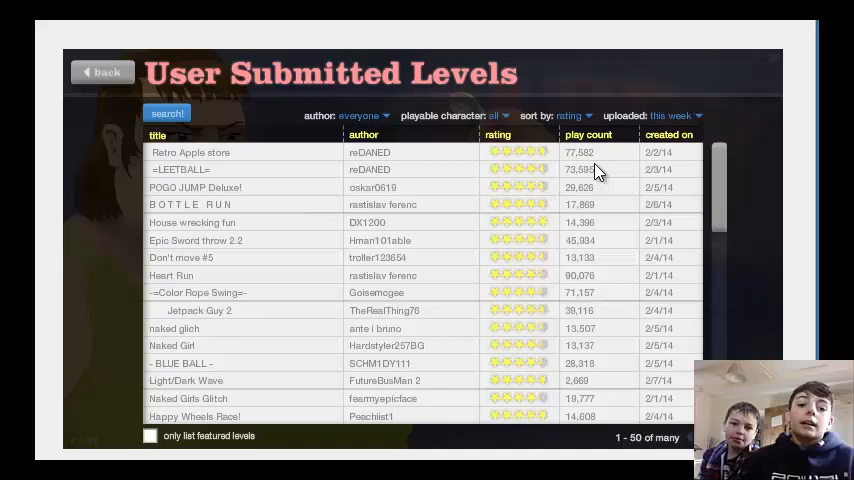 back User Submitted Levels
search! author: everyone playable character: all sort by: rating uploaded: this week
title author rating play count created on
Retro Apple store reDANED 77,582 2/2/14
=LEETBALL= reDANED 73,595 2/3/14
POGO JUMP Deluxe! oskar0619 29,626 2/5/14
B O T T L E R U N rastislav ferenc 17,869 2/6/14
House wrecking fun DX1200 14,396 2/3/14
Epic Sword throw 2.2 Hman101able 45,934 2/1/14
Don't move #5 troller123654 13,133 2/4/14
Heart Run rastislav ferenc 90,076 2/1/14
-=Color Rope Swing=- Goisemcgee 71,157 2/4/14
Jetpack Guy 2 TheRealThing76 39,116 2/4/14
naked glich ante i bruno 13,507 2/5/14
Naked Girl Hardstyler257BG 13,137 2/5/14
- BLUE BALL - SCHM1DY111 28,318 2/5/14
Light/Dark Wave FutureBusMan 2 2,669 2/7/14
Naked Girls Glitch fearmyepicface 19,777 2/1/14
Happy Wheels Race! Peachlist1 14,608 2/4/14
only list featured levels 1 - 50 of many